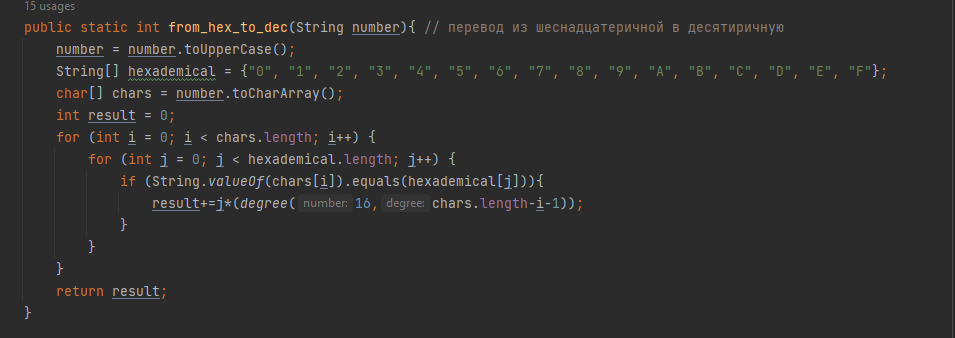 15 usages
public static int from_hex_to_dec(String number){ // перевод из шеснадцатеричной в десятиричную
    number = number.toUpperCase();
    String[] hexademical = {"0", "1", "2", "3", "4", "5", "6", "7", "8", "9", "A", "B", "C", "D", "E", "F"};
    char[] chars = number.toCharArray();
    int result = 0;
    for (int i = 0; i < chars.length; i++) {
        for (int j = 0; j < hexademical.length; j++) {
            if (String.valueOf(chars[i]).equals(hexademical[j])){
                result+=j*(degree( number: 16, degree: chars.length-i-1));
            }
        }
    }
    return result;
}